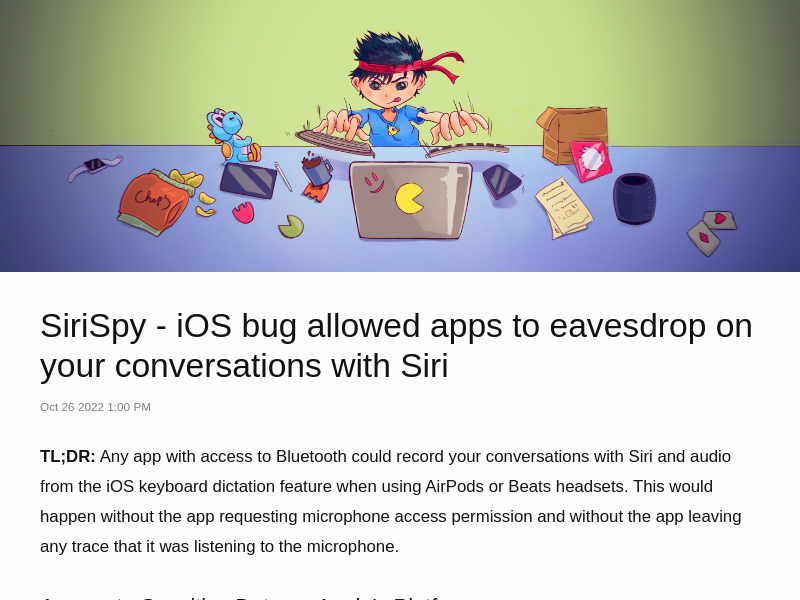 Chips
SiriSpy - iOS bug allowed apps to eavesdrop on
your conversations with Siri
Oct 26 2022 1:00 PM
TL;DR: Any app with access to Bluetooth could record your conversations with Siri and audio
from the iOS keyboard dictation feature when using AirPods or Beats headsets. This would
happen without the app requesting microphone access permission and without the app leaving
any trace that it was listening to the microphone.